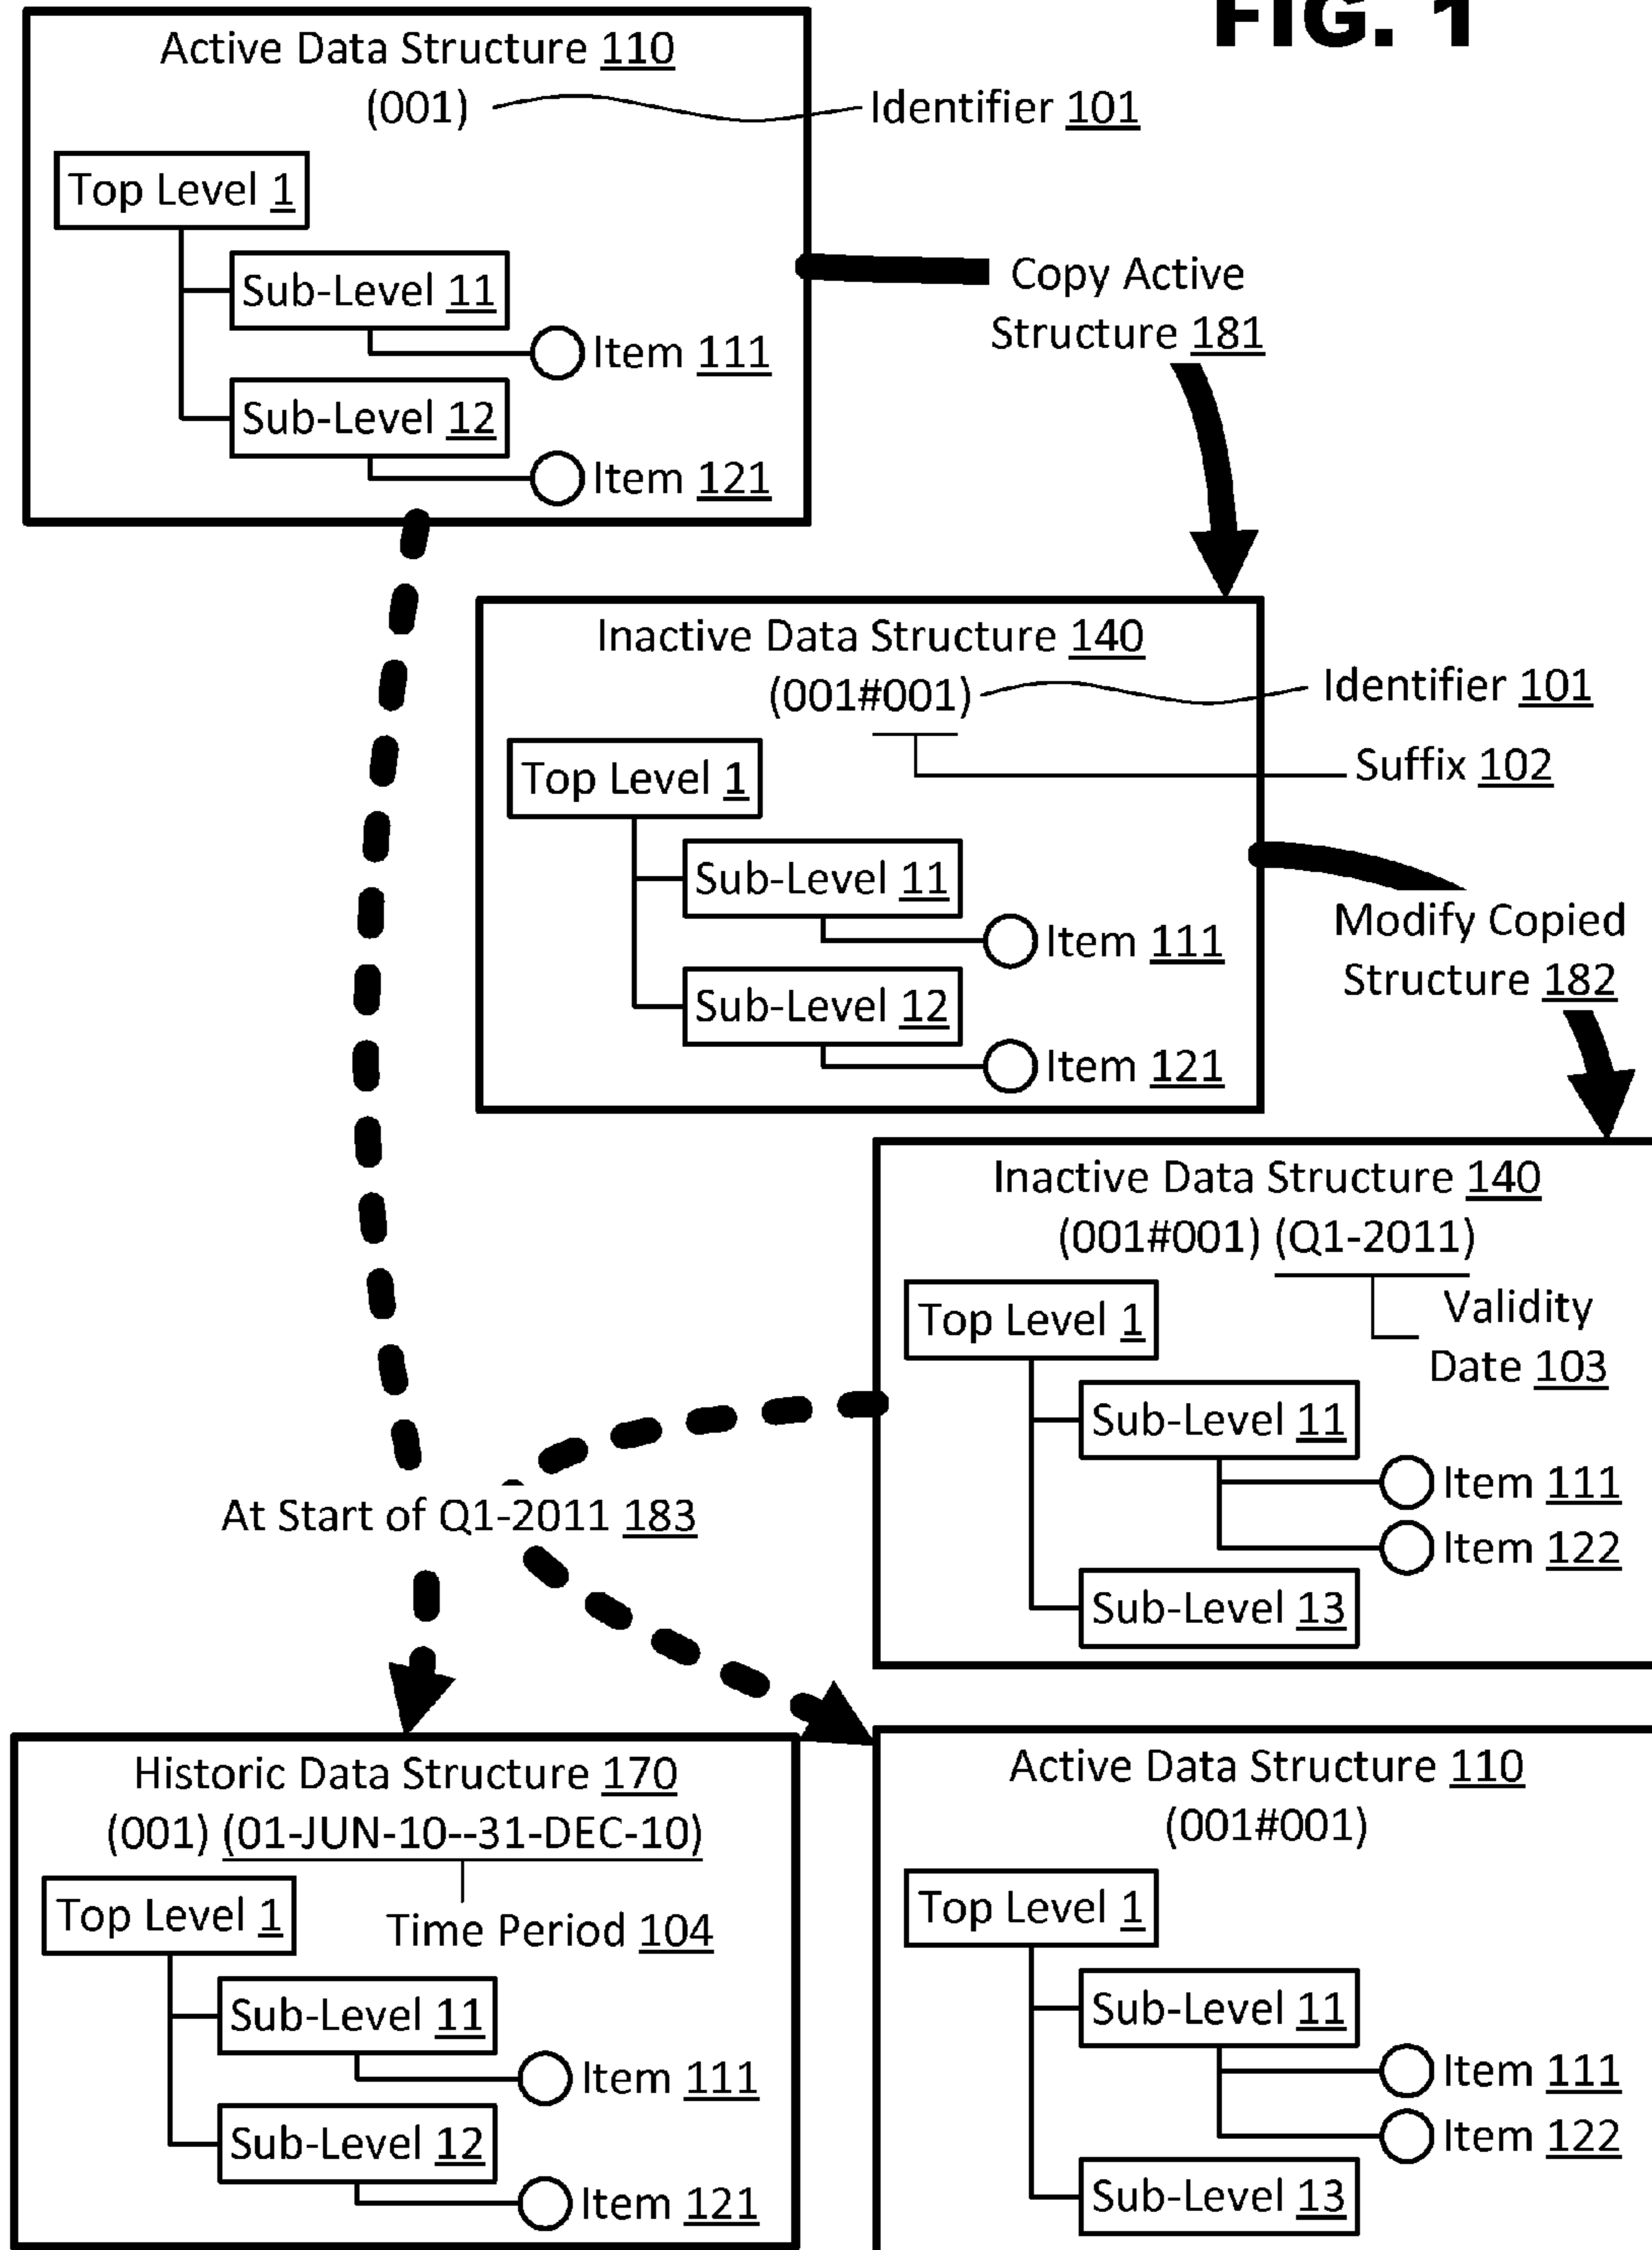 FIG. 1
Active Data Structure 110
(001)
Identifier 101
Top Level 1
Sub-Level 11
Item 111
Sub-Level 12
Item 121
Copy Active
Structure 181
Inactive Data Structure 140
(001#001)
Identifier 101
Suffix 102
Top Level 1
Sub-Level 11
Item 111
Sub-Level 12
Item 121
Modify Copied
Structure 182
Inactive Data Structure 140
(001#001) (Q1-2011)
Validity
Date 103
Top Level 1
Sub-Level 11
Item 111
Item 122
Sub-Level 13
At Start of Q1-2011 183
Historic Data Structure 170
(001) (01-JUN-10--31-DEC-10)
Time Period 104
Top Level 1
Sub-Level 11
Item 111
Sub-Level 12
Item 121
Active Data Structure 110
(001#001)
Top Level 1
Sub-Level 11
Item 111
Item 122
Sub-Level 13